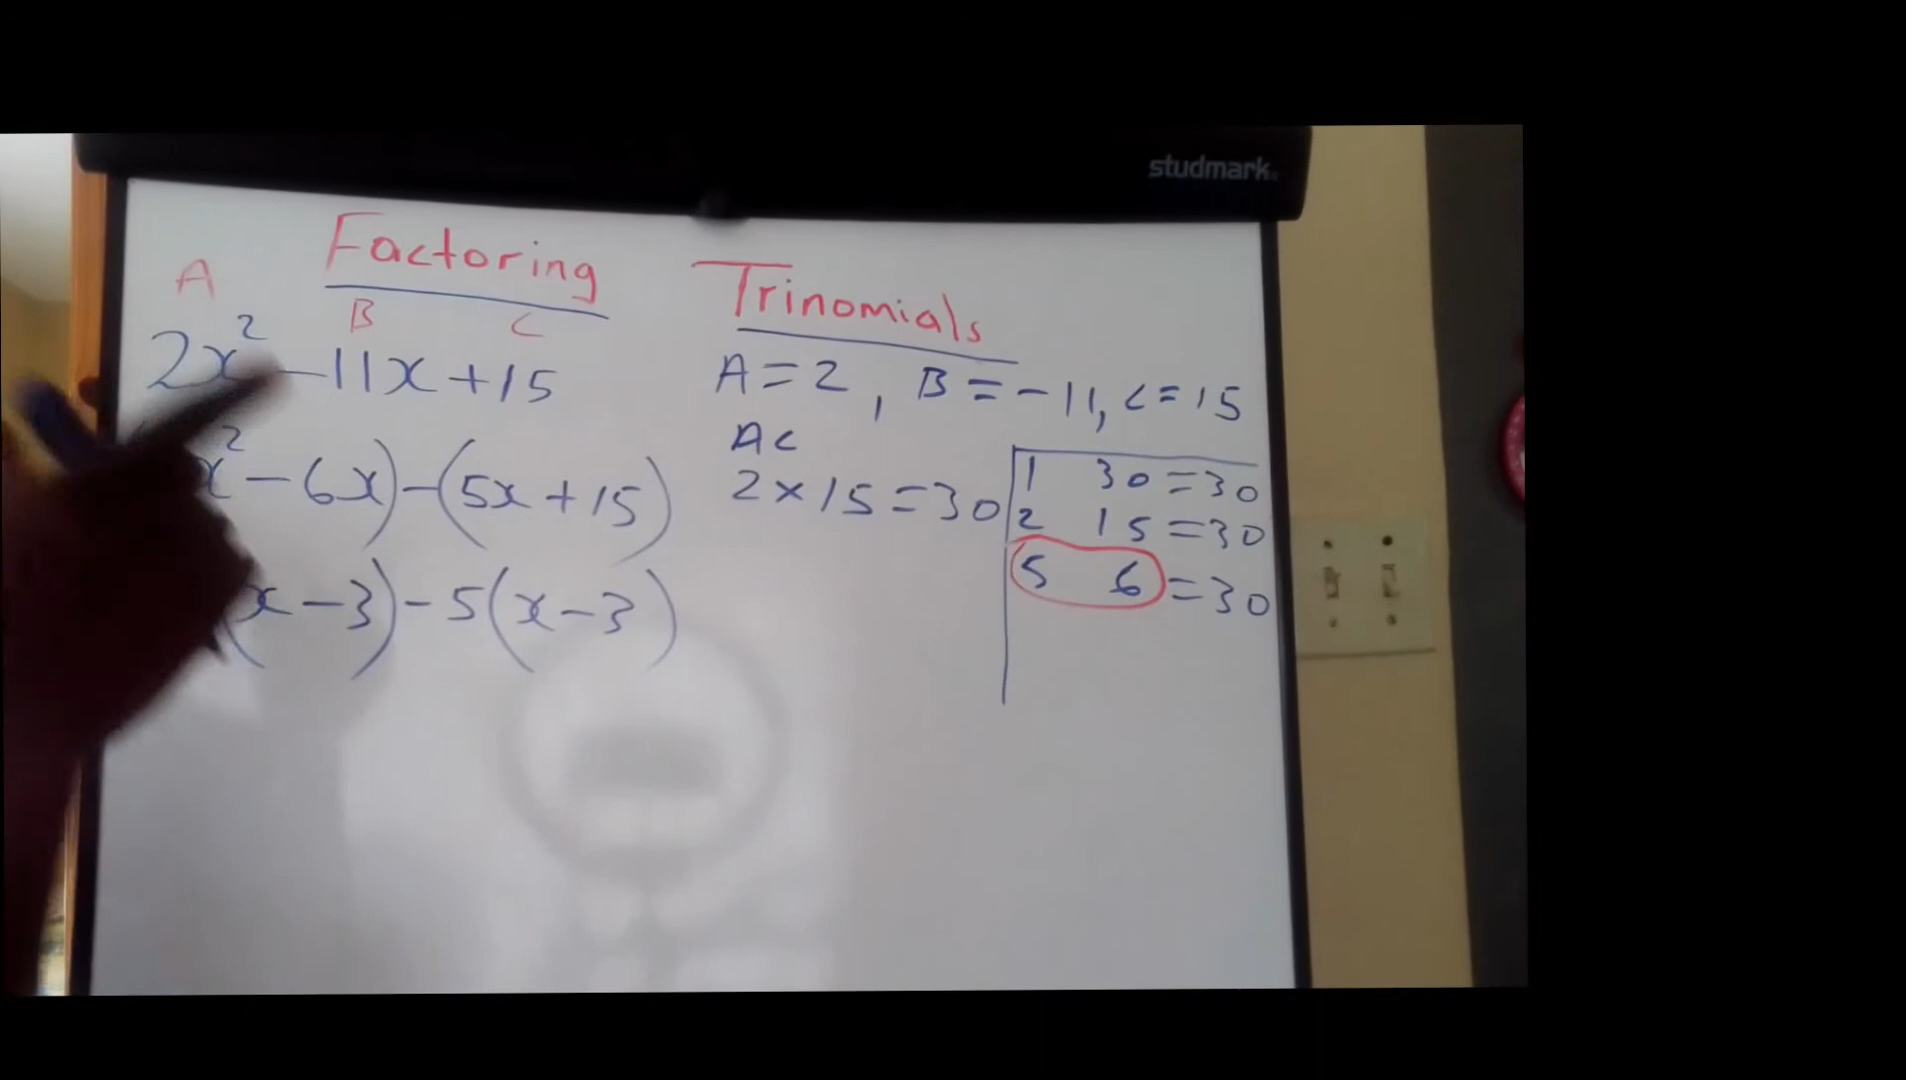 studmark
Factoring Trinomials
A B C
2x² -11x +15
A=2, B=-11, C=15
AC
x² -6x)-(5x +15)
2×15=30
1 30=30
2 15=30
5 6=30
x-3)-5(x-3)